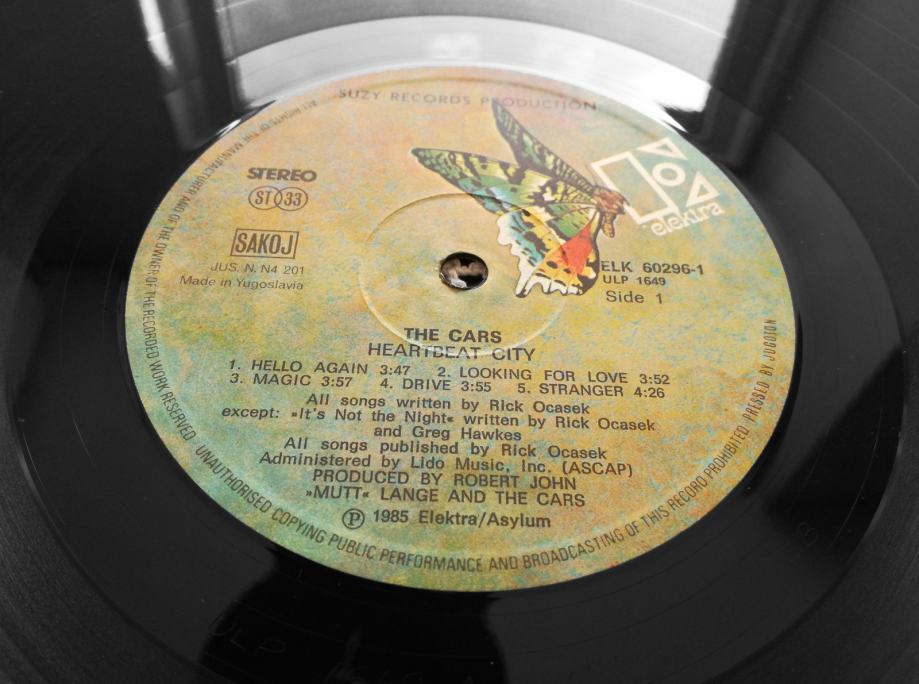 SUZY RECORDS PRODUCTION
ALL RIGHTS OF THE MANUFACTURER AND OF THE OWNER OF THE RECORDED WORK RESERVED UNAUTHORISED COPYING PUBLIC PERFORMANCE AND BROADCASTING OF THIS RECORD PROHIBITED PRESSED BY JUGOTON
elektra
STEREO
ST 33
SAKOJ
JUS. N. N4 201
Made in Yugoslavia
ELK 60296-1
ULP 1649
Side 1
THE CARS
HEARTBEAT CITY
1. HELLO AGAIN 3:47 2. LOOKING FOR LOVE 3:52
3. MAGIC 3:57 4. DRIVE 3:55 5. STRANGER 4:26
All songs written by Rick Ocasek
except: »It's Not the Night« written by Rick Ocasek
and Greg Hawkes
All songs published by Rick Ocasek
Administered by Lido Music, Inc. (ASCAP)
PRODUCED BY ROBERT JOHN
»MUTT« LANGE AND THE CARS
Ⓟ 1985 Elektra/Asylum
ULP